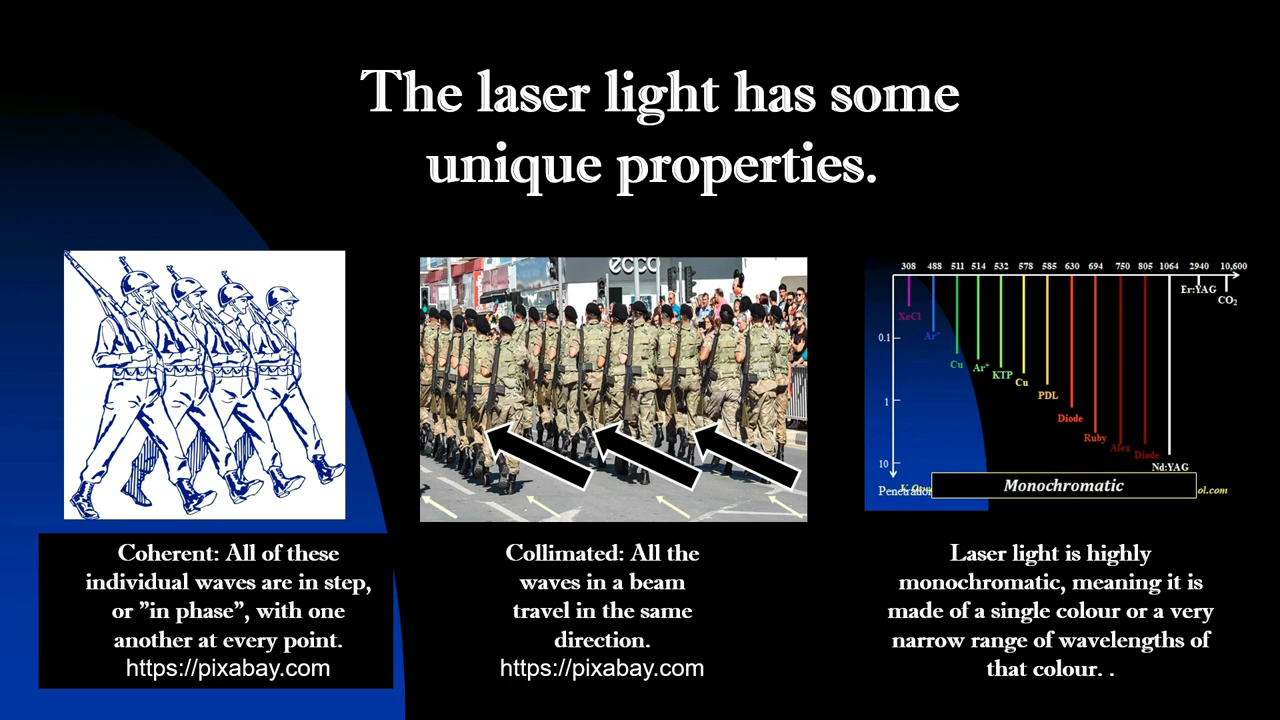 The laser light has some
unique properties.
ecco
308 488 511 514 532 578 585 630 694 750 805 1064 2940 10,600
Er:YAG
CO₂
XeCl
0.1
Ar⁺
Cu
Ar⁺
KTP
Cu
PDL
1
Diode
Ruby
Alex
Diode
10
Nd:YAG
Monochromatic
ol.com
Coherent: All of these
individual waves are in step,
or ”in phase”, with one
another at every point.
https://pixabay.com
Collimated: All the
waves in a beam
travel in the same
direction.
https://pixabay.com
Laser light is highly
monochromatic, meaning it is
made of a single colour or a very
narrow range of wavelengths of
that colour. .